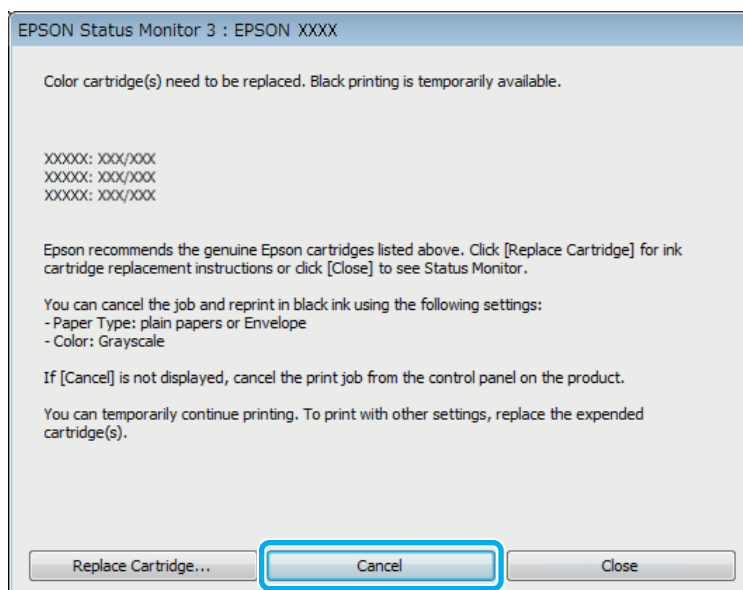 EPSON Status Monitor 3 : EPSON XXXX
Color cartridge(s) need to be replaced. Black printing is temporarily available.
XXXXX: XXX/XXX
XXXXX: XXX/XXX
XXXXX: XXX/XXX
Epson recommends the genuine Epson cartridges listed above. Click [Replace Cartridge] for ink
cartridge replacement instructions or click [Close] to see Status Monitor.
You can cancel the job and reprint in black ink using the following settings:
- Paper Type: plain papers or Envelope
- Color: Grayscale
If [Cancel] is not displayed, cancel the print job from the control panel on the product.
You can temporarily continue printing. To print with other settings, replace the expended
cartridge(s).
Replace Cartridge... Cancel Close